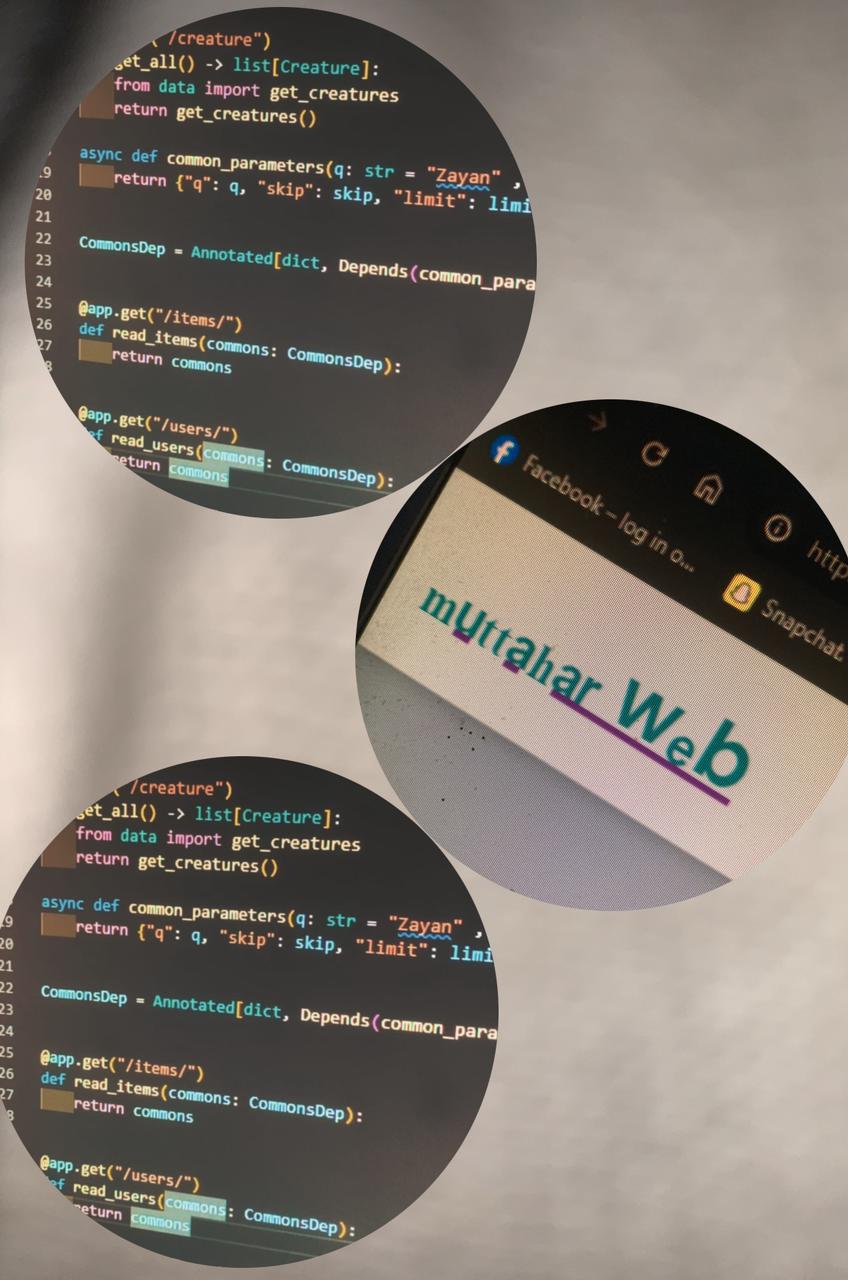 /creature")
get_all() -> list[Creature]:
from data import get_creatures
return get_creatures()
async def common_parameters(q: str = "Zayan" ,
20 return {"q": q, "skip": skip, "limit": limi
21
22 CommonsDep = Annotated[dict, Depends(common_para
23
24
25 @app.get("/items/")
26 def read_items(commons: CommonsDep):
27 return commons
@app.get("/users/")
def read_users(commons: CommonsDep):
return commons
Facebook – log in o...
http
Snapchat
muttahar Web
/creature")
get_all() -> list[Creature]:
from data import get_creatures
return get_creatures()
async def common_parameters(q: str = "Zayan" ,
20 return {"q": q, "skip": skip, "limit": limi
21
22 CommonsDep = Annotated[dict, Depends(common_para
23
24
25 @app.get("/items/")
26 def read_items(commons: CommonsDep):
27 return commons
@app.get("/users/")
def read_users(commons: CommonsDep):
return commons